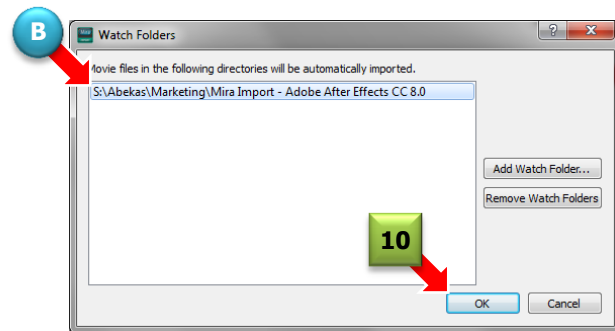 B
Mira
Watch Folders
Movie files in the following directories will be automatically imported.
S:\Abekas\Marketing\Mira Import - Adobe After Effects CC 8.0
Add Watch Folder...
Remove Watch Folders
10
OK
Cancel